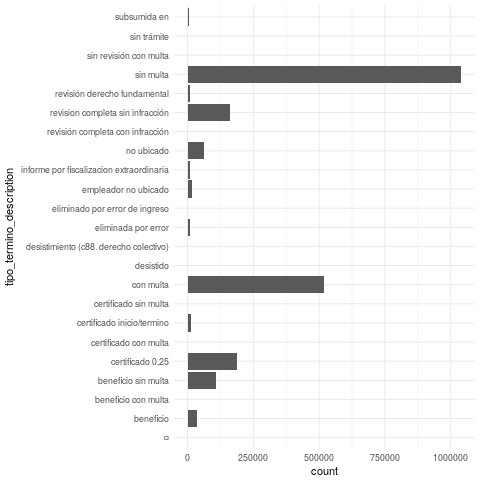 subsumida en
sin trámite
sin revisión con multa
sin multa
revisión derecho fundamental
revision completa sin infracción
revisión completa con infracción
no ubicado
informe por fiscalizacion extraordinaria
empleador no ubicado
eliminado por error de ingreso
eliminada por error
desistimiento (c88. derecho colectivo)
desistido
con multa
certificado sin multa
certificado inicio/termino
certificado con multa
certificado 0,25
beneficio sin multa
beneficio con multa
beneficio
tipo_termino_description
0 250000 500000 750000 1000000
count